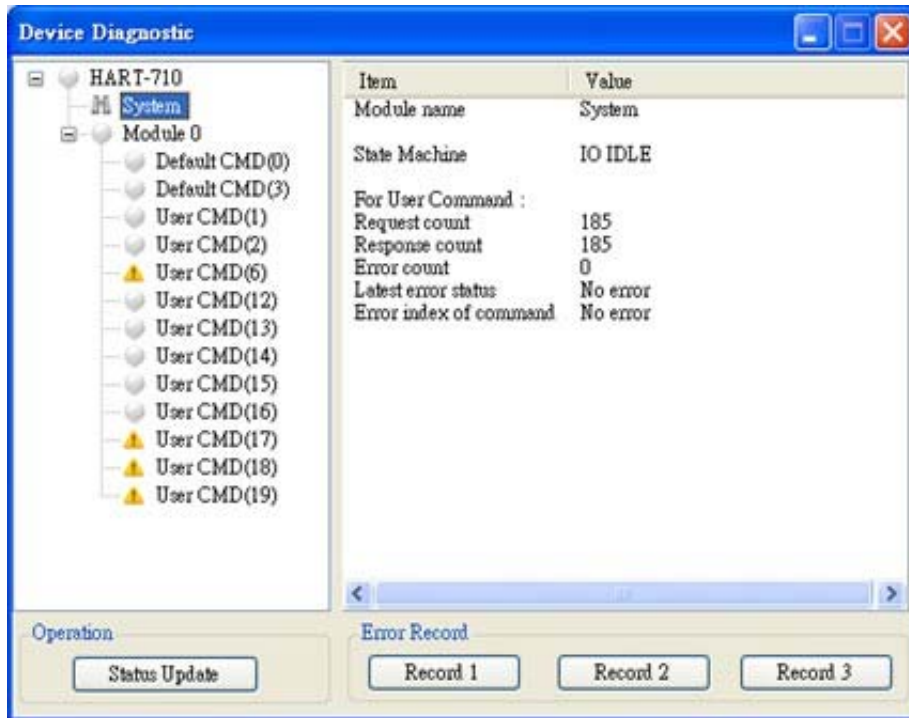 Device Diagnostic
HART-710
System
Module 0
Default CMD(0)
Default CMD(3)
User CMD(1)
User CMD(2)
User CMD(6)
User CMD(12)
User CMD(13)
User CMD(14)
User CMD(15)
User CMD(16)
User CMD(17)
User CMD(18)
User CMD(19)
Item Value
Module name System
State Machine IO IDLE
For User Command :
Request count 185
Response count 185
Error count 0
Latest error status No error
Error index of command No error
Operation
Status Update
Error Record
Record 1 Record 2 Record 3